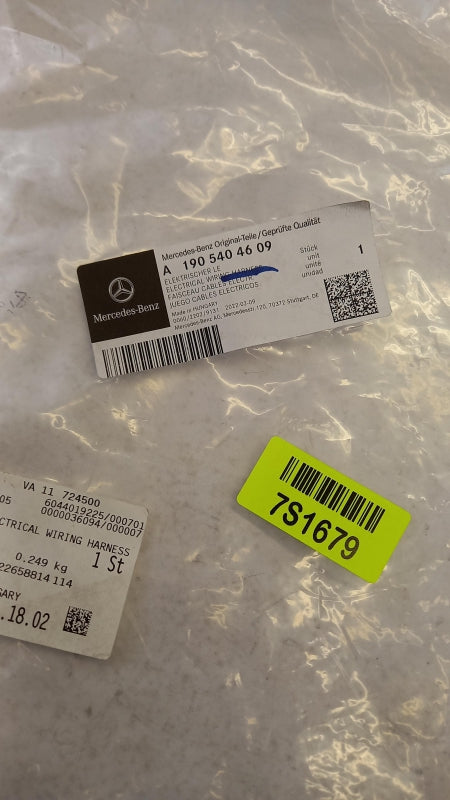 Mercedes-Benz Original-Teile / Geprüfte Qualität
A 190 540 46 09
ELEKTRISCHER LE
ELECTRICAL WIRING HARNESS
FAISCEAU CABLES ELECTR
JUEGO CABLES ELECTRICOS
Stück
unit
unité
unidad
1
Made in HUNGARY 2022-03-09
Mercedes-Benz AG, Mercedesstr. 120, 70372 Stuttgart, DE
Mercedes-Benz
7S1679
VA 11 724500
05 6044019225/000701
0000036094/000007
CTRICAL WIRING HARNESS
0.249 kg 1 St
22658814 114
GARY
.18.02